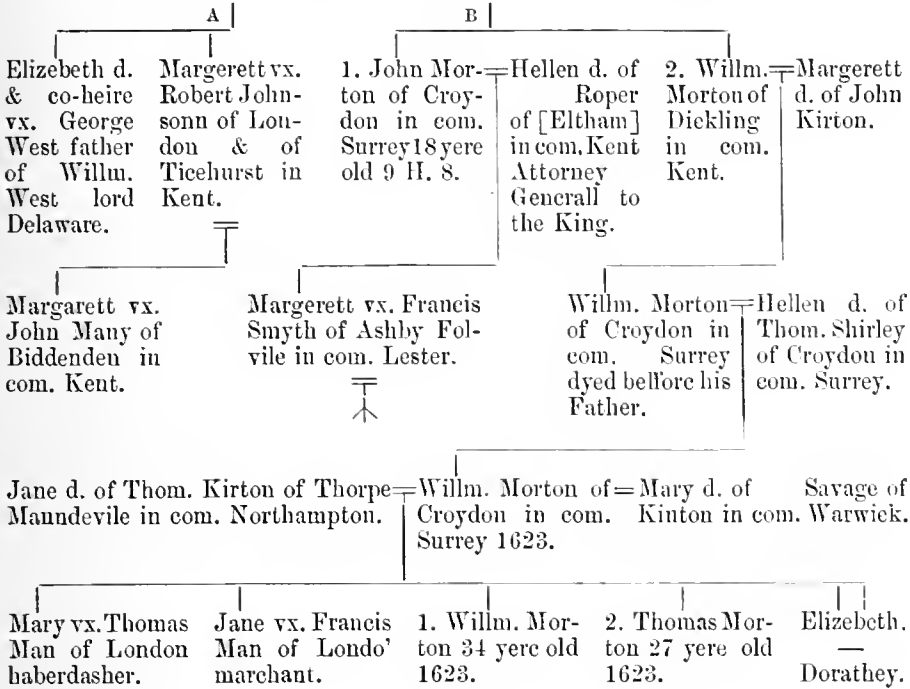 A
B
Elizebeth d.
& co-heire
vx. George
West father
of Willm.
West lord
Delaware.
Margerett vx.
Robert John-
sonn of Lon-
don & of
Ticehurst in
Kent.
1. John Mor-
ton of Croy-
don in com.
Surrey 18 yere
old 9 H. 8.
Hellen d. of
Roper
of [Eltham]
in com. Kent
Attorney
Generall to
the King.
2. Willm.
Morton of
Dickling
in com.
Kent.
Margerett
d. of John
Kirton.
Margarett vx.
John Many of
Biddenden in
com. Kent.
Margerett vx. Francis
Smyth of Ashby Fol-
vile in com. Lester.
Willm. Morton
of Croydon in
com. Surrey
dyed beffore his
Father.
Hellen d. of
Thom. Shirley
of Croydon in
com. Surrey.
Jane d. of Thom. Kirton of Thorpe
Maundevile in com. Northampton.
Willm. Morton of
Croydon in com.
Surrey 1623.
Mary d. of Savage of
Kinton in com. Warwick.
Mary vx. Thomas
Man of London
haberdasher.
Jane vx. Francis
Man of Londo'
marchant.
1. Willm. Mor-
ton 34 yere old
1623.
2. Thomas Mor-
ton 27 yere old
1623.
Elizebeth.
—
Dorathey.